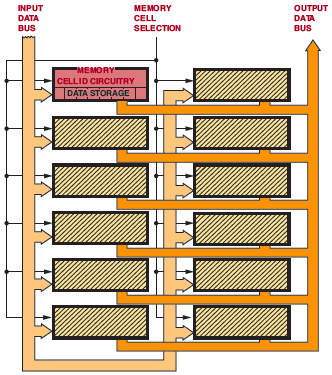 INPUT
DATA
BUS
MEMORY
CELL
SELECTION
OUTPUT
DATA
BUS
MEMORY
CELL ID CIRCUITRY
DATA STORAGE